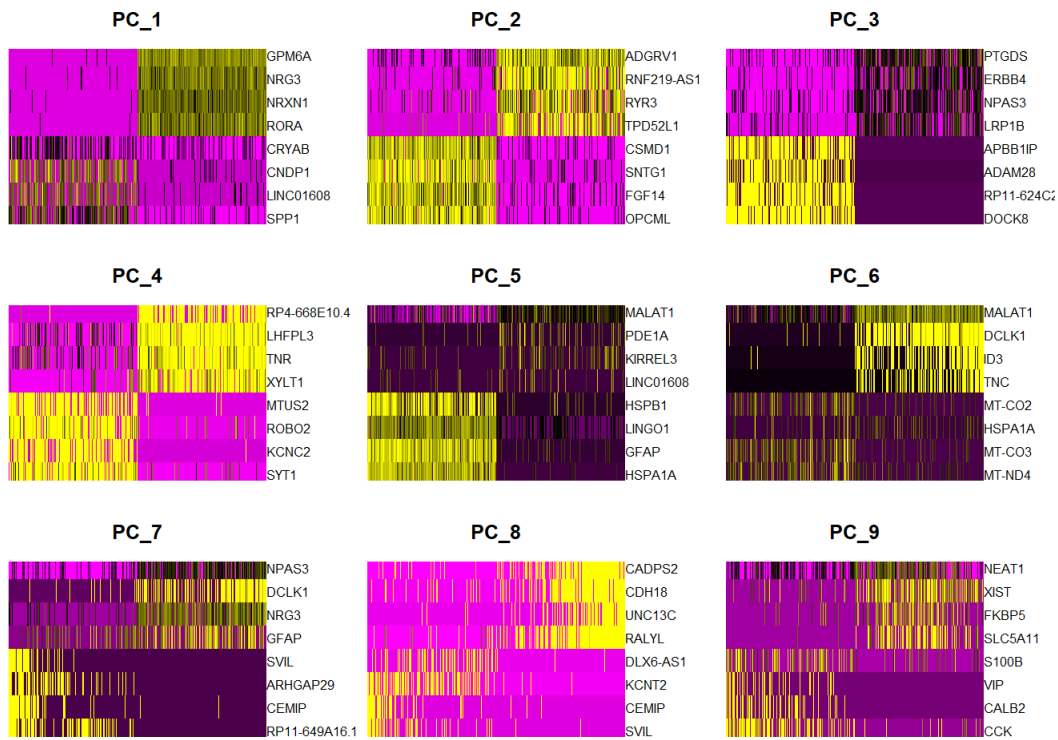 PC_1
GPM6A
NRG3
NRXN1
RORA
CRYAB
CNDP1
LINC01608
SPP1
PC_2
ADGRV1
RNF219-AS1
RYR3
TPD52L1
CSMD1
SNTG1
FGF14
OPCML
PC_3
PTGDS
ERBB4
NPAS3
LRP1B
APBB1IP
ADAM28
RP11-624C2
DOCK8
PC_4
RP4-668E10.4
LHFPL3
TNR
XYLT1
MTUS2
ROBO2
KCNC2
SYT1
PC_5
MALAT1
PDE1A
KIRREL3
LINC01608
HSPB1
LINGO1
GFAP
HSPA1A
PC_6
MALAT1
DCLK1
ID3
TNC
MT-CO2
HSPA1A
MT-CO3
MT-ND4
PC_7
NPAS3
DCLK1
NRG3
GFAP
SVIL
ARHGAP29
CEMIP
RP11-649A16.1
PC_8
CADPS2
CDH18
UNC13C
RALYL
DLX6-AS1
KCNT2
CEMIP
SVIL
PC_9
NEAT1
XIST
FKBP5
SLC5A11
S100B
VIP
CALB2
CCK